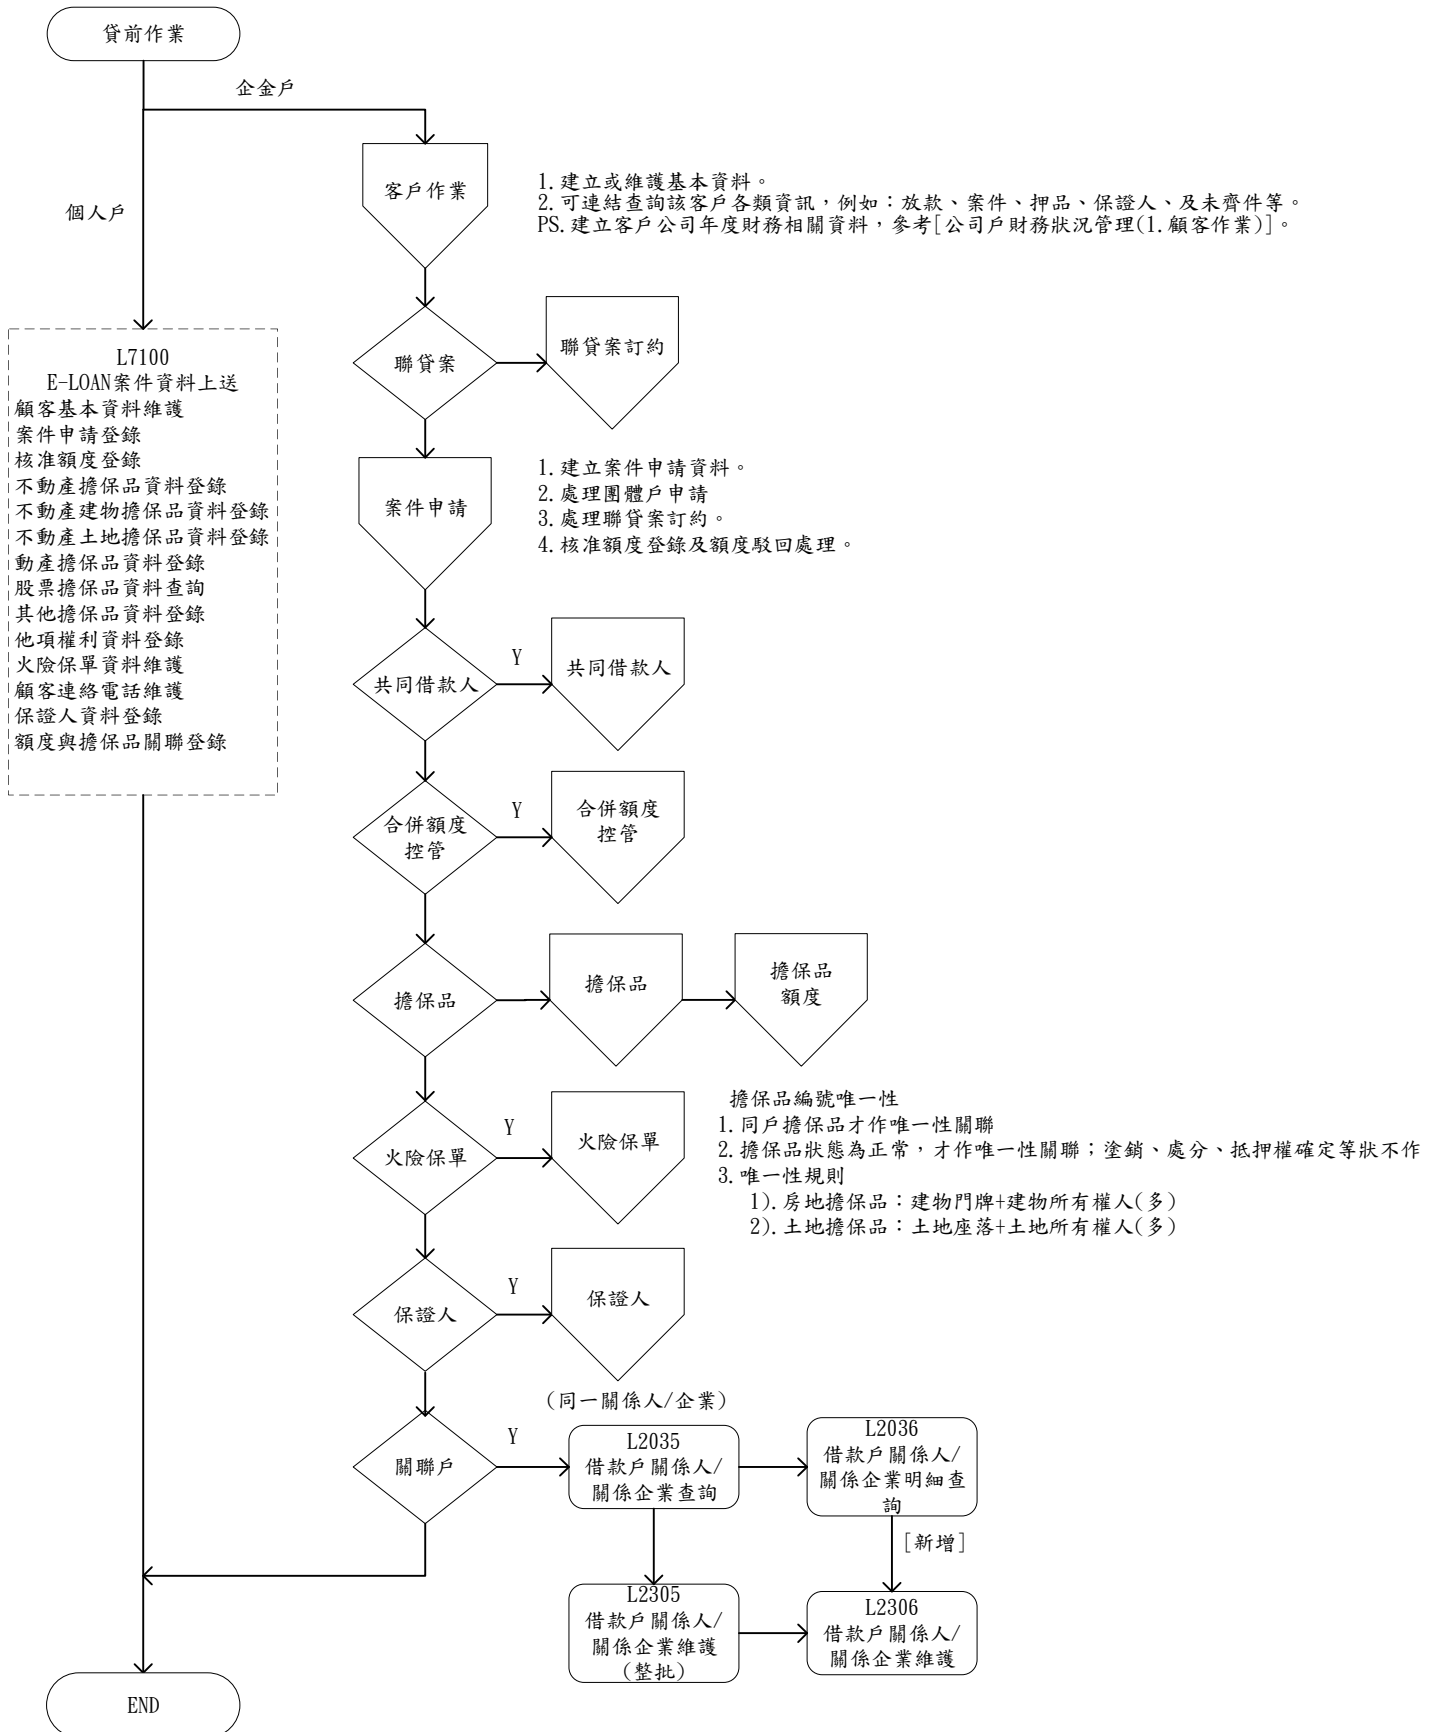 貸前作業
企金戶
個人戶
客戶作業
1.建立或維護基本資料。
2.可連結查詢該客戶各類資訊，例如：放款、案件、押品、保證人、及未齊件等。
PS.建立客戶公司年度財務相關資料，參考[公司戶財務狀況管理(1.顧客作業)]。
聯貸案
聯貸案訂約
L7100
E-LOAN案件資料上送
顧客基本資料維護
案件申請登錄
核准額度登錄
不動產擔保品資料登錄
不動產建物擔保品資料登錄
不動產土地擔保品資料登錄
動產擔保品資料登錄
股票擔保品資料查詢
其他擔保品資料登錄
他項權利資料登錄
火險保單資料維護
顧客連絡電話維護
保證人資料登錄
額度與擔保品關聯登錄
案件申請
1.建立案件申請資料。
2.處理團體戶申請
3.處理聯貸案訂約。
4.核准額度登錄及額度駁回處理。
共同借款人
Y
共同借款人
合併額度
控管
Y
合併額度
控管
擔保品
擔保品
擔保品
額度
火險保單
Y
火險保單
擔保品編號唯一性
1.同戶擔保品才作唯一性關聯
2.擔保品狀態為正常，才作唯一性關聯；塗銷、處分、抵押權確定等狀不作
3.唯一性規則
1).房地擔保品：建物門牌+建物所有權人(多)
2).土地擔保品：土地座落+土地所有權人(多)
保證人
Y
保證人
(同一關係人/企業)
關聯戶
Y
L2035
借款戶關係人/
關係企業查詢
L2036
借款戶關係人/
關係企業明細查
詢
[新增]
L2305
借款戶關係人/
關係企業維護
(整批)
L2306
借款戶關係人/
關係企業維護
END